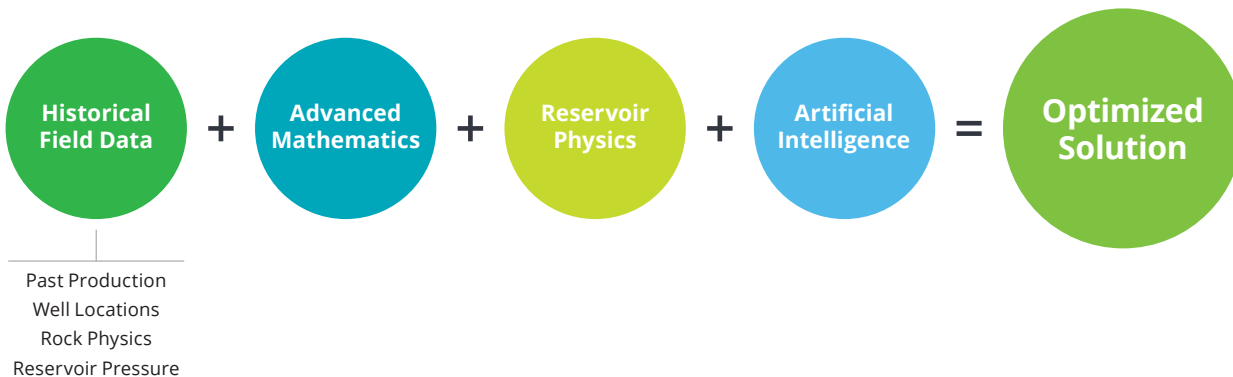 Historical
Field Data
+
Advanced
Mathematics
+
Reservoir
Physics
+
Artificial
Intelligence
=
Optimized
Solution
Past Production
Well Locations
Rock Physics
Reservoir Pressure